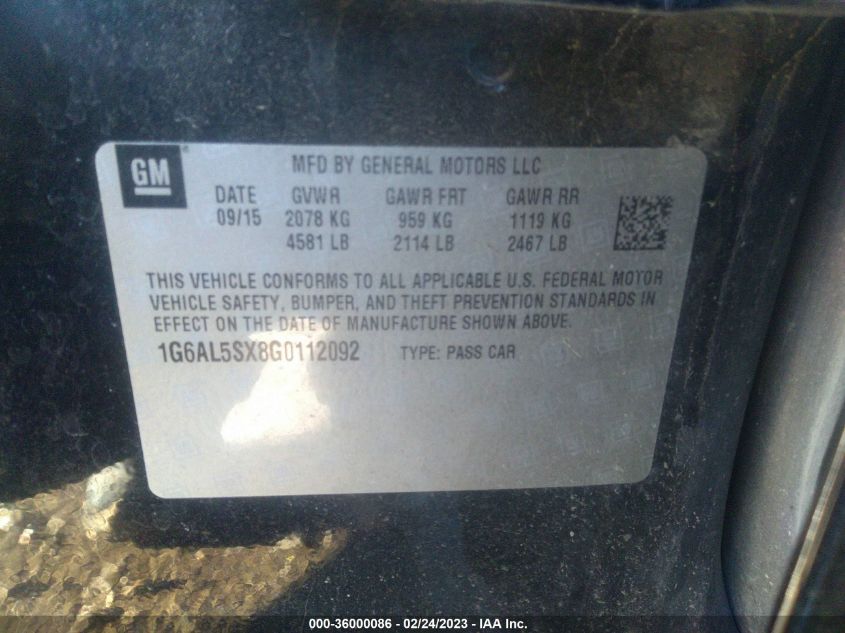 GM
MFD BY GENERAL MOTORS LLC
DATE GVWR GAWR FRT GAWR RR
09/15 2078 KG 959 KG 1119 KG
4581 LB 2114 LB 2467 LB
THIS VEHICLE CONFORMS TO ALL APPLICABLE U.S. FEDERAL MOTOR
VEHICLE SAFETY, BUMPER, AND THEFT PREVENTION STANDARDS IN
EFFECT ON THE DATE OF MANUFACTURE SHOWN ABOVE.
1G6AL5SX8G0112092 TYPE: PASS CAR
000-36000086 - 02/24/2023 - IAA Inc.